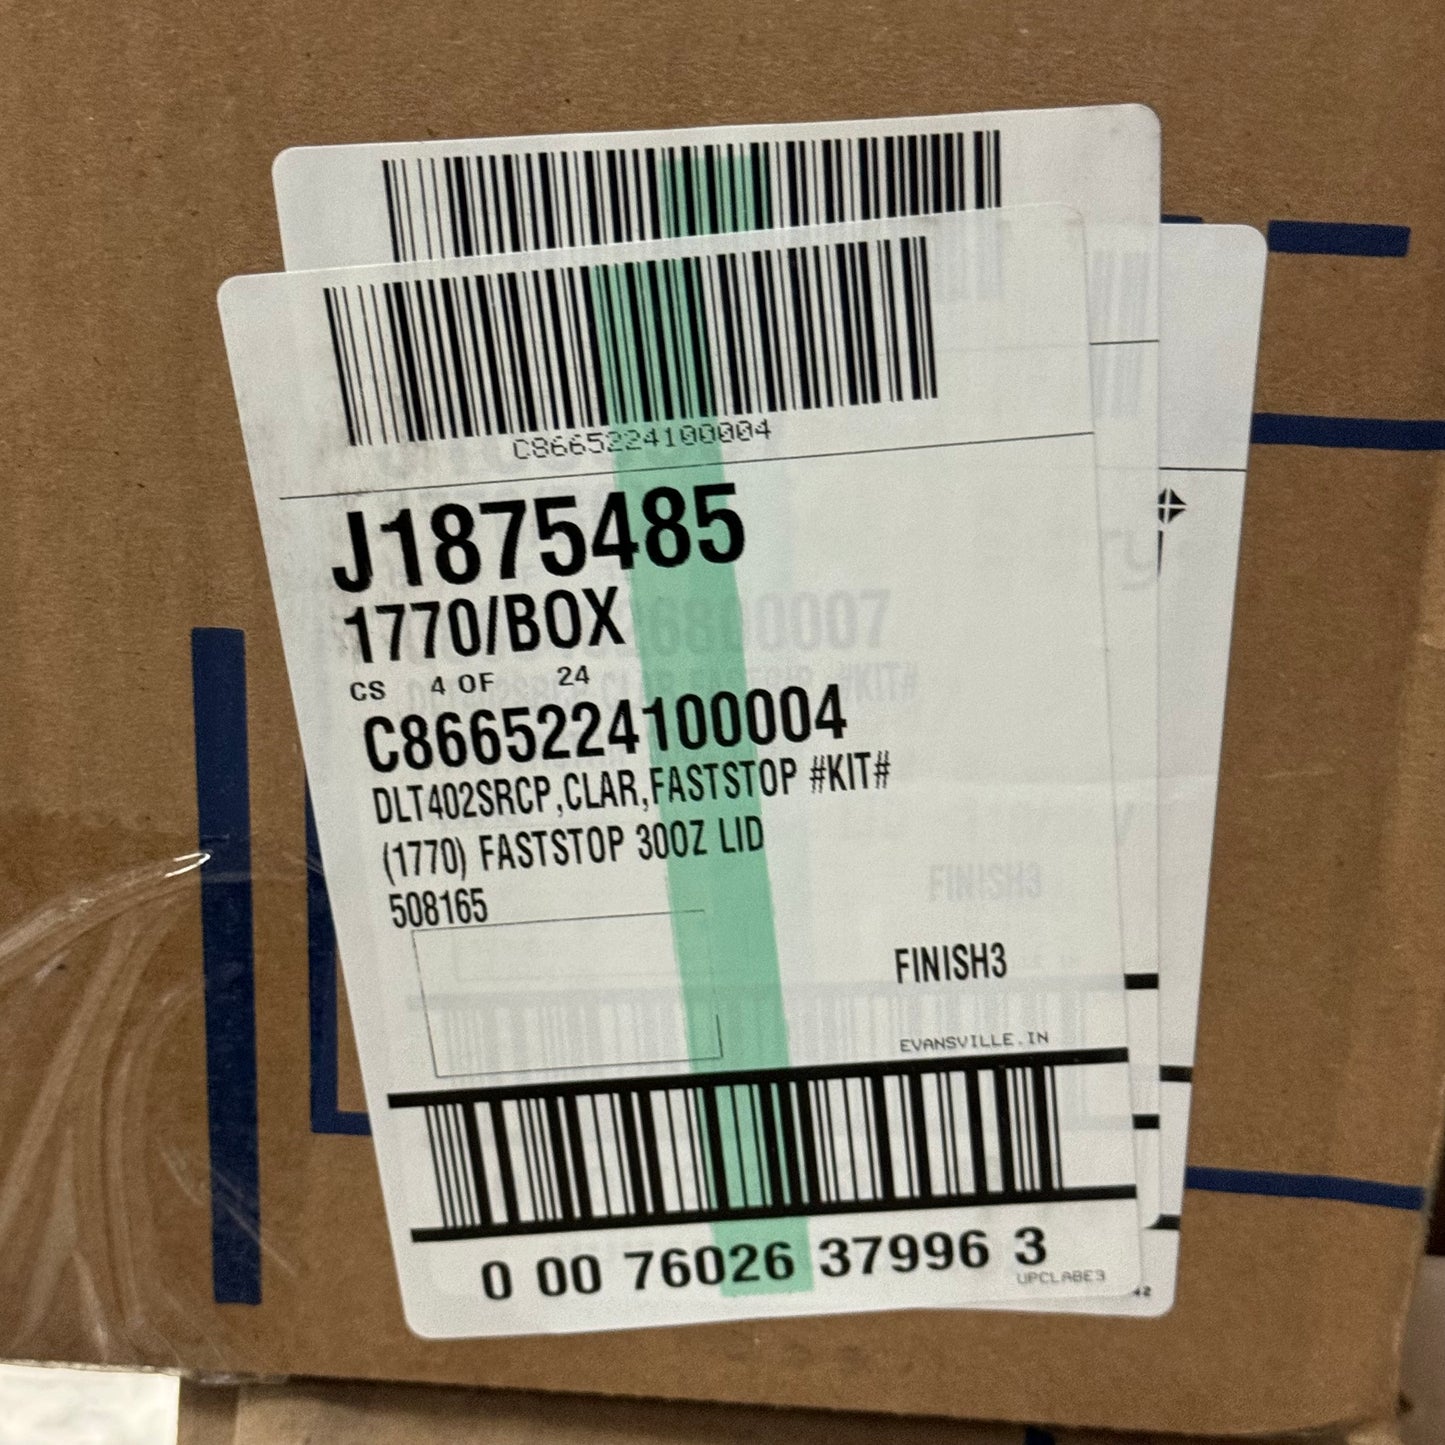 C8665224100004
J1875485
1770/BOX
CS 4 OF 24
C8665224100004
DLT402SRCP,CLAR,FASTSTOP #KIT#
(1770) FASTSTOP 30OZ LID
508165
FINISH3
EVANSVILLE.IN
0 00 76026 37996 3
UPCLABE3